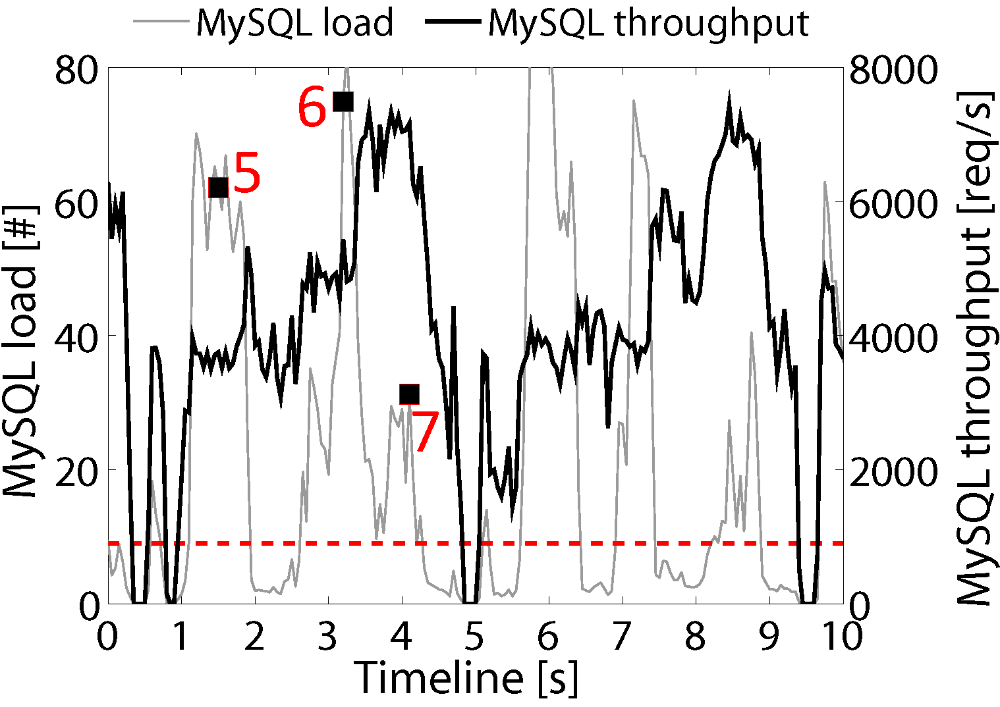 MySQL load MySQL throughput
80 8000
6
5
60 6000
MySQL load [#]
MySQL throughput [req/s]
40 4000
7
20 2000
0 0
0 1 2 3 4 5 6 7 8 9 10
Timeline [s]